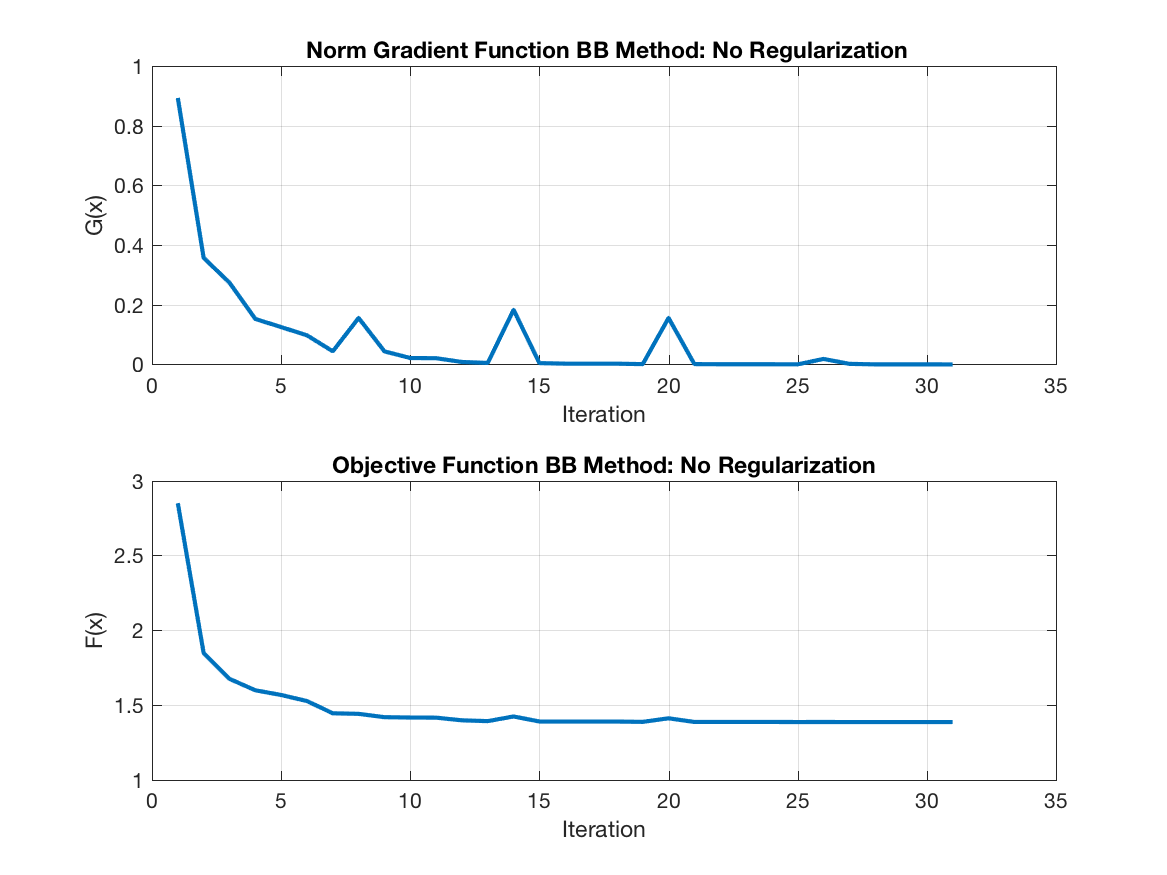 Norm Gradient Function BB Method: No Regularization
1
0.8
0.6
0.4
0.2
0
G(x)
0 5 10 15 20 25 30 35
Iteration
Objective Function BB Method: No Regularization
3
2.5
2
1.5
1
F(x)
0 5 10 15 20 25 30 35
Iteration